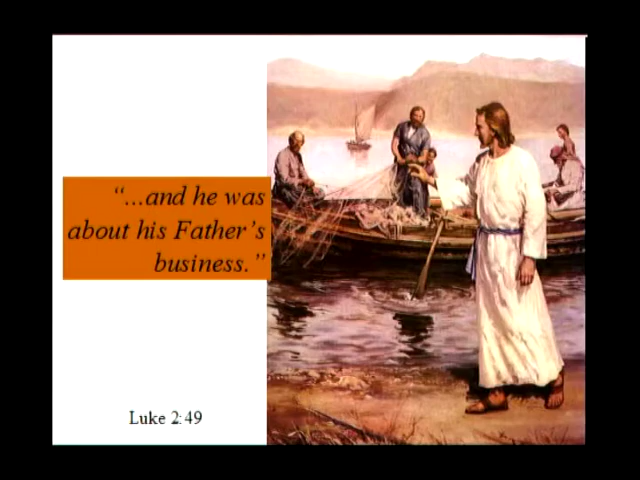 “...and he was
about his Father’s
business.”
Luke 2:49